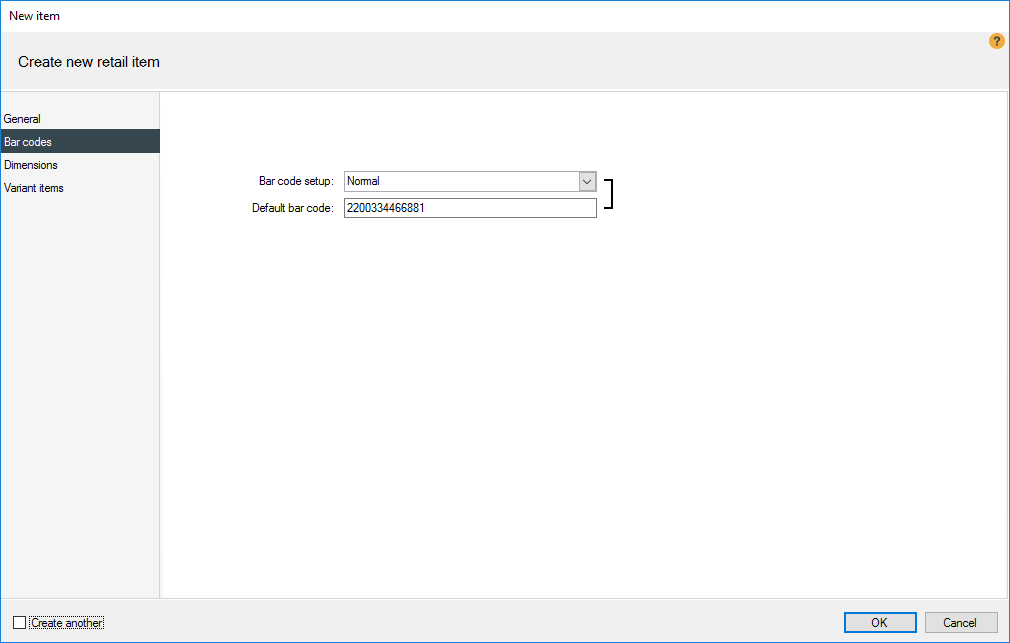 New item
?
Create new retail item
General
Bar codes
Dimensions
Variant items
Bar code setup: Normal
Default bar code: 2200334466881
Create another
OK Cancel